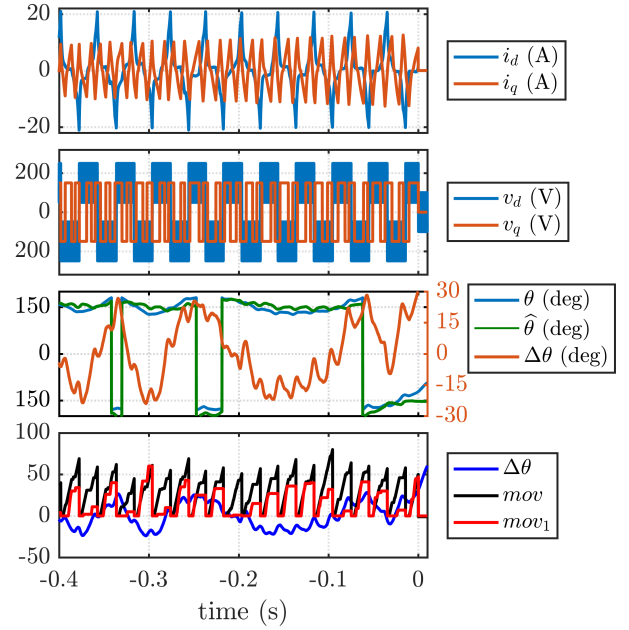 20
0
-20
i_d (A)
i_q (A)
200
0
200
v_d (V)
v_q (V)
150
0
150
30
15
0
-15
-30
θ (deg)
θ̂ (deg)
Δθ (deg)
100
50
0
-50
Δθ
mov
mov₁
-0.4 -0.3 -0.2 -0.1 0
time (s)